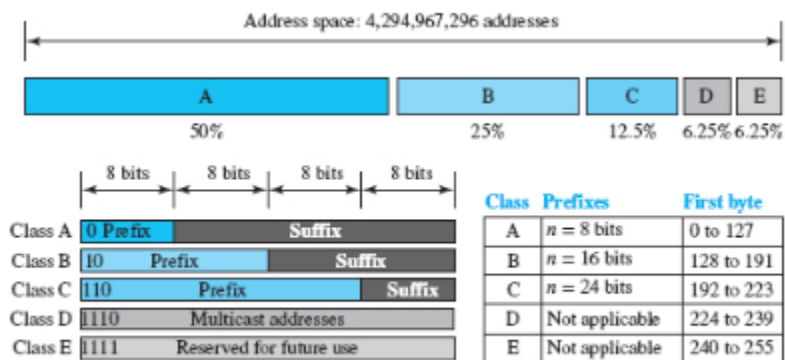 Address space: 4,294,967,296 addresses
A B C D E
50% 25% 12.5% 6.25% 6.25%
8 bits 8 bits 8 bits 8 bits
Class A 0 Prefix Suffix
Class B 10 Prefix Suffix
Class C 110 Prefix Suffix
Class D 1110 Multicast addresses
Class E 1111 Reserved for future use
Class Prefixes First byte
A n = 8 bits 0 to 127
B n = 16 bits 128 to 191
C n = 24 bits 192 to 223
D Not applicable 224 to 239
E Not applicable 240 to 255